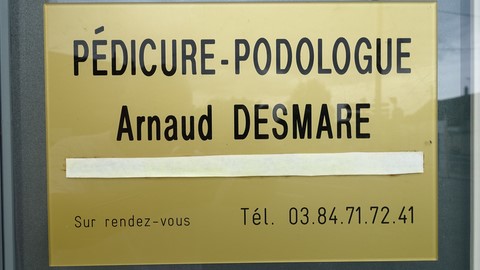 PÉDICURE-PODOLOGUE
Arnaud DESMARE
Sur rendez-vous Tél. 03.84.71.72.41